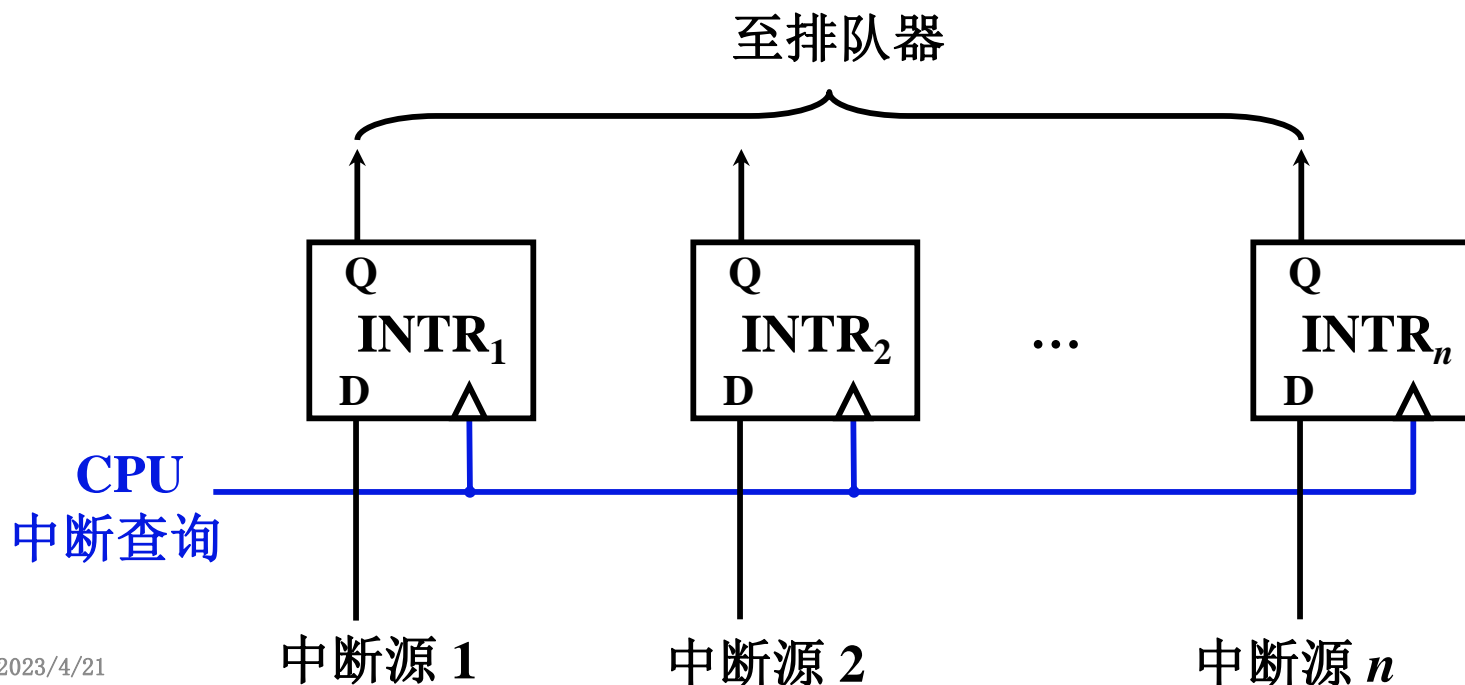 至排队器
Q Q Q
INTR₁ INTR₂ … INTRₙ
D D D
CPU
中断查询
中断源 1 中断源 2 中断源 n
2023/4/21